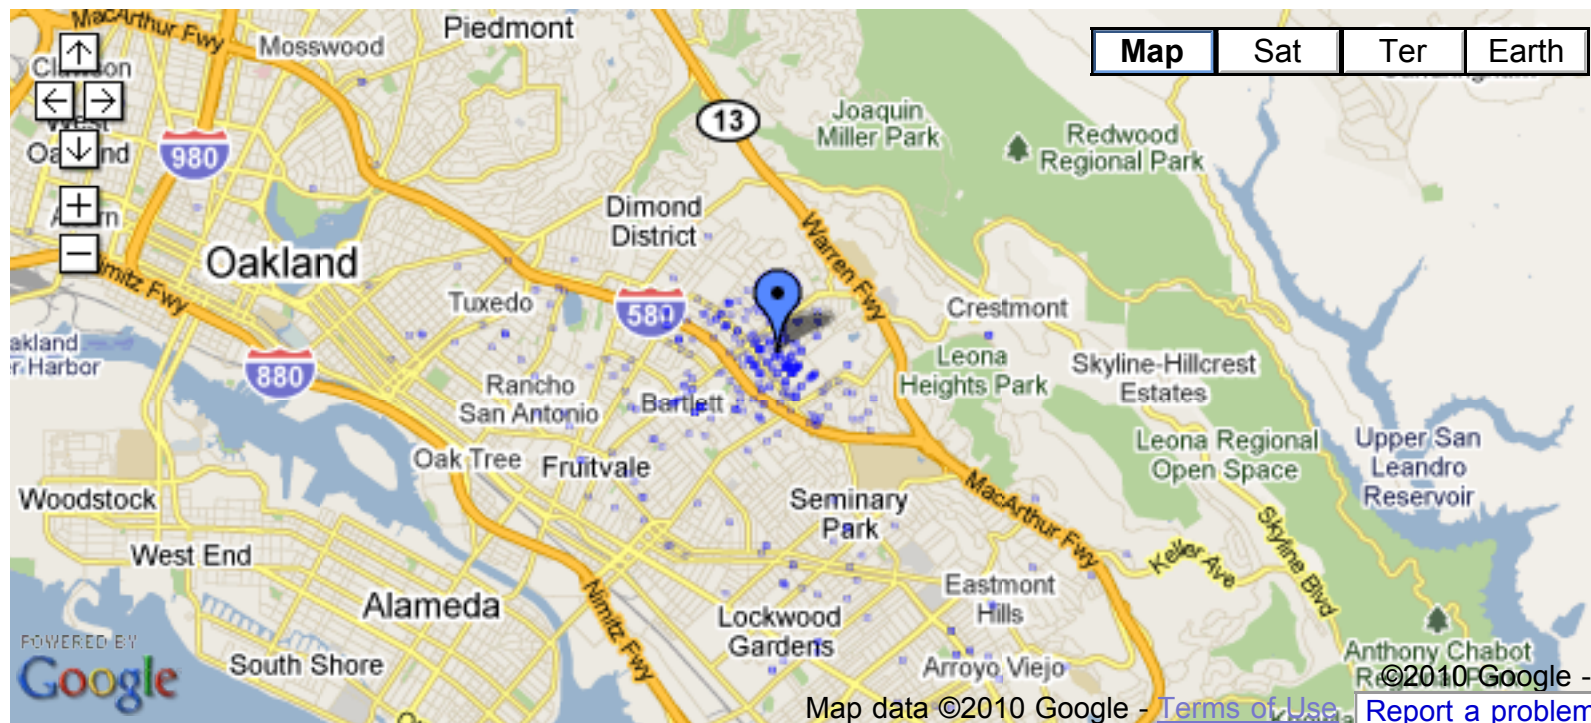 MacArthur Fwy
Mosswood
Piedmont
Map
Sat
Ter
Earth
West
980
13
Joaquin
Miller Park
Redwood
Regional Park
Dimond
District
Warren Fwy
Oakland
Nimitz Fwy
Tuxedo
580
Crestmont
880
Rancho
San Antonio
Bartlett
Leona
Heights Park
Skyline-Hillcrest
Estates
Oak Tree
Fruitvale
Leona Regional
Open Space
Upper San
Leandro
Reservoir
Woodstock
Seminary
Park
MacArthur Fwy
West End
Keller Ave
Skyline Blvd
Alameda
Nimitz Fwy
Eastmont
Hills
Lockwood
Gardens
POWERED BY
Google
South Shore
Arroyo Viejo
Anthony Chabot
©2010 Google -
Map data ©2010 Google - Terms of Use
Report a problem